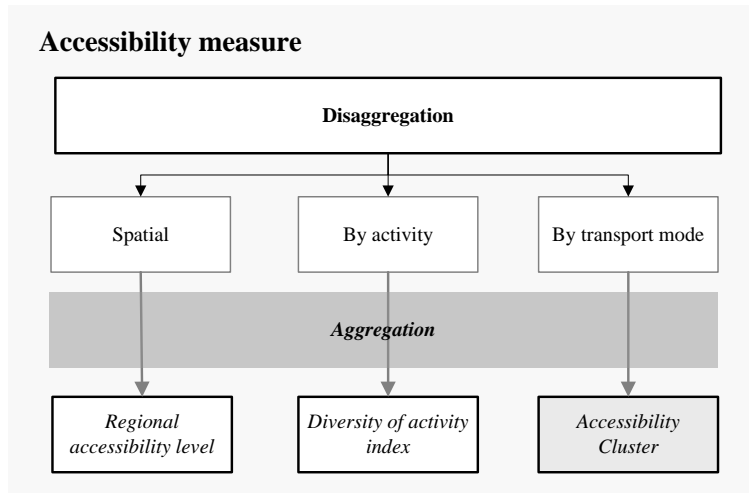 Accessibility measure
Disaggregation
Spatial
By activity
By transport mode
Aggregation
Regional
accessibility level
Diversity of activity
index
Accessibility
Cluster